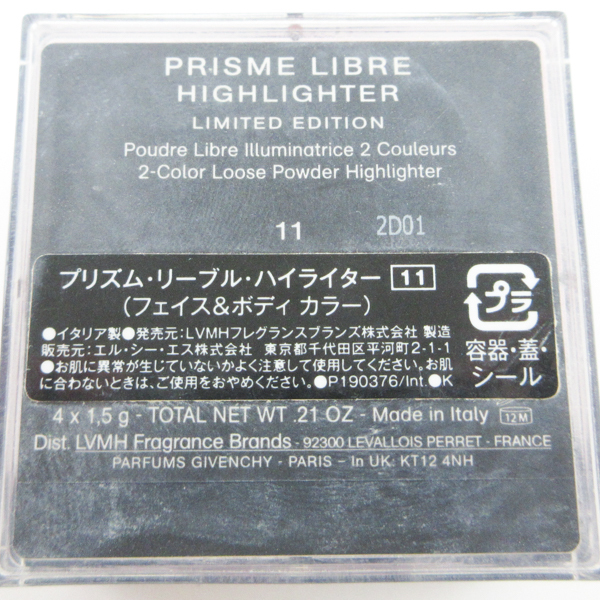 PRISME LIBRE
HIGHLIGHTER
LIMITED EDITION
Poudre Libre Illuminatrice 2 Couleurs
2-Color Loose Powder Highlighter
11 2D01
プリズム・リーブル・ハイライター 11
（フェイス&ボディ カラー）
●イタリア製●発売元:LVMHフレグランスブランズ株式会社 製造
販売元:エル・シー・エス株式会社 東京都千代田区平河町2-1-1
●お肌に異常が生じていないかよく注意して使用してください。お肌
に合わないときは、ご使用をおやめください。●P190376/Int.●K
プラ
容器・蓋・
シール
4 x 1,5 g - TOTAL NET WT .21 OZ - Made in Italy 12M
Dist. LVMH Fragrance Brands - 92300 LEVALLOIS PERRET - FRANCE
PARFUMS GIVENCHY - PARIS - In UK: KT12 4NH